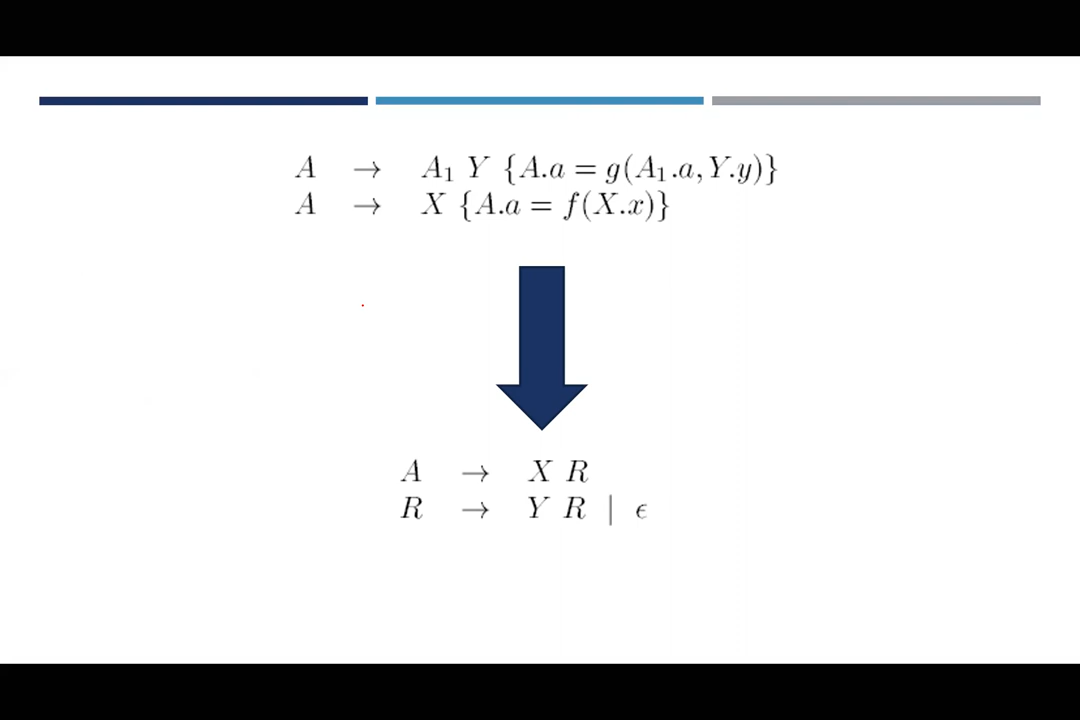 A → A₁ Y {A.a = g(A₁.a, Y.y)}
A → X {A.a = f(X.x)}
A → X R
R → Y R | ϵ